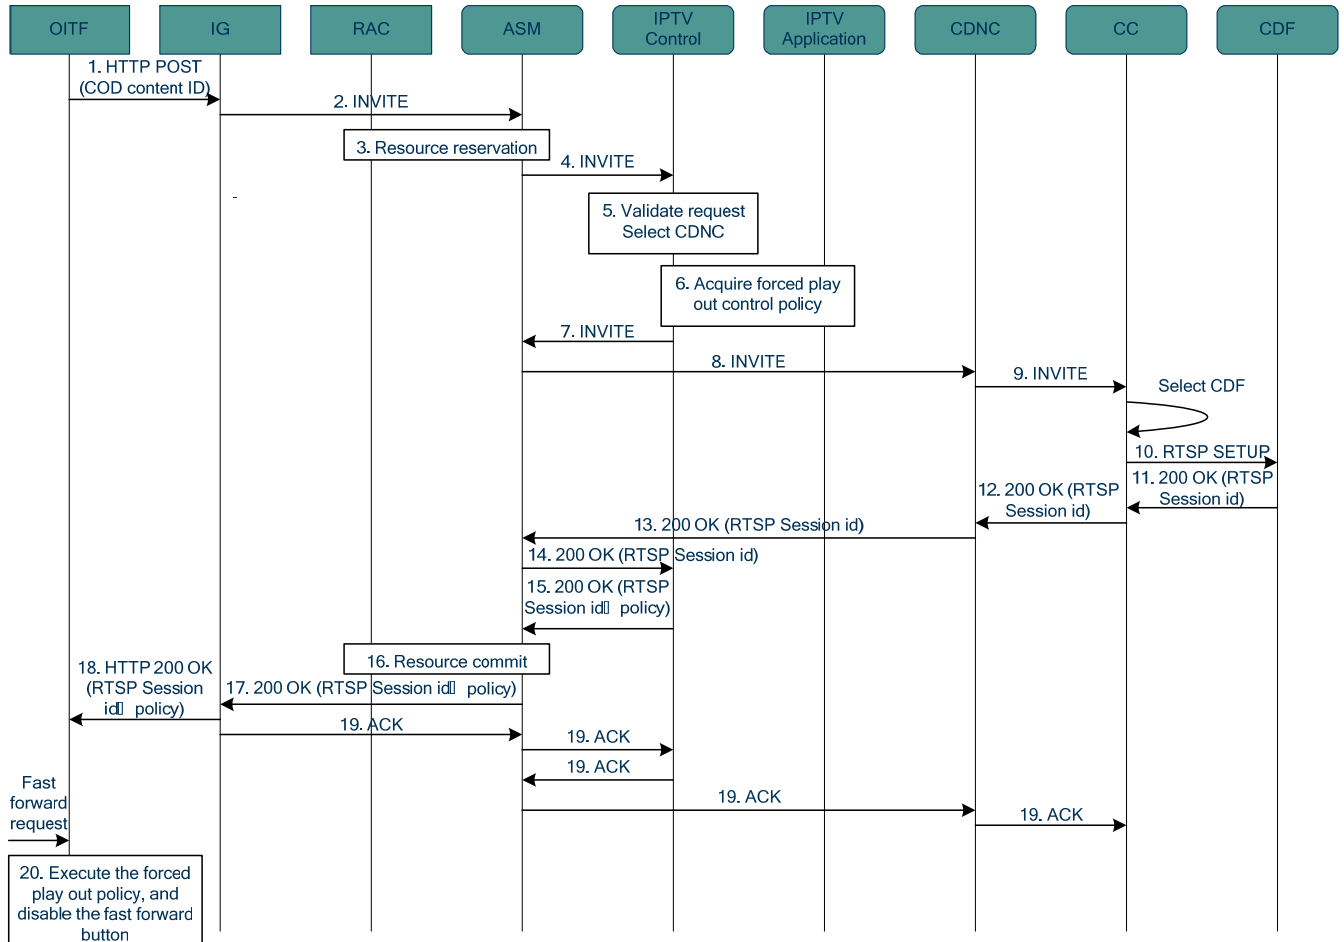 OITF
IG
RAC
ASM
IPTV
Control
IPTV
Application
CDNC
CC
CDF
1. HTTP POST
(COD content ID)
2. INVITE
3. Resource reservation
4. INVITE
5. Validate request
Select CDNC
6. Acquire forced play
out control policy
7. INVITE
8. INVITE
9. INVITE
Select CDF
10. RTSP SETUP
11. 200 OK (RTSP
Session id)
12. 200 OK (RTSP
Session id)
13. 200 OK (RTSP Session id)
14. 200 OK (RTSP Session id)
15. 200 OK (RTSP
Session id▯ policy)
16. Resource commit
17. 200 OK (RTSP Session id▯ policy)
18. HTTP 200 OK
(RTSP Session
id▯ policy)
19. ACK
19. ACK
19. ACK
19. ACK
19. ACK
Fast
forward
request
20. Execute the forced
play out policy, and
disable the fast forward
button